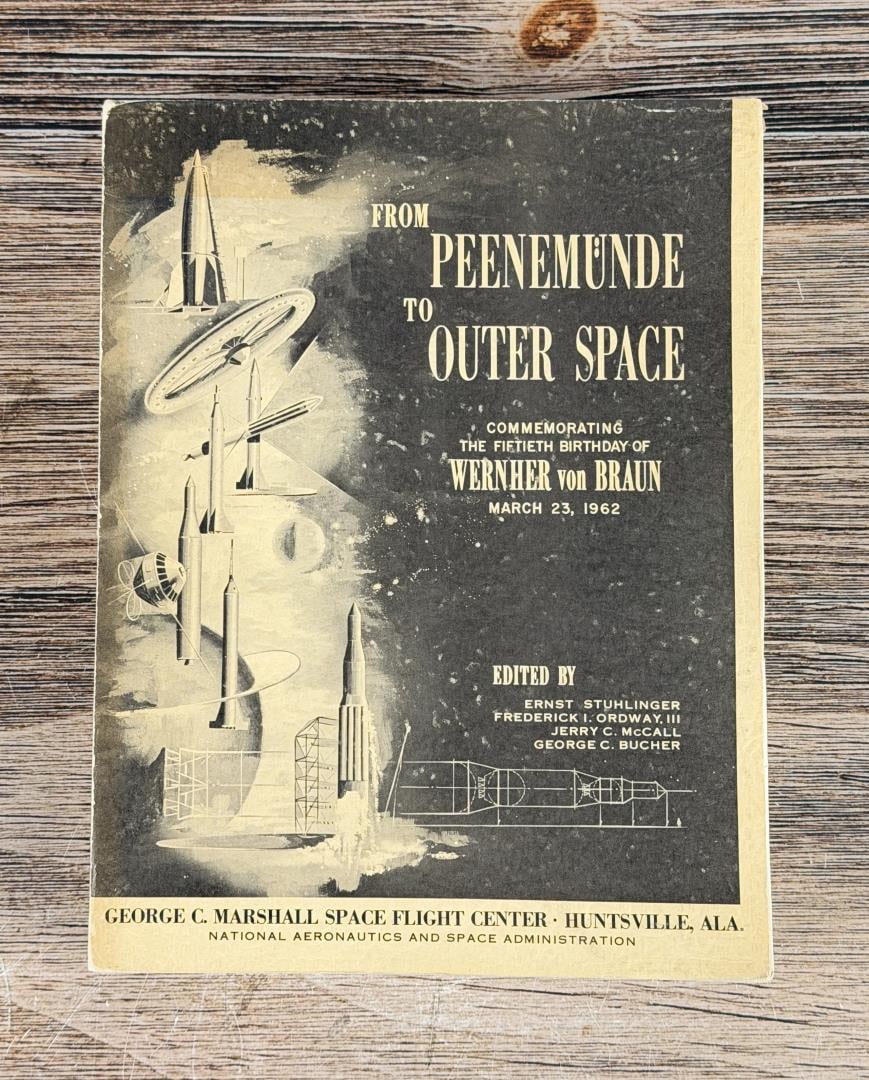 FROM
PEENEMÜNDE
TO
OUTER SPACE
COMMEMORATING
THE FIFTIETH BIRTHDAY OF
WERNHER von BRAUN
MARCH 23, 1962
EDITED BY
ERNST STUHLINGER
FREDERICK I. ORDWAY, III
JERRY C. McCALL
GEORGE C. BUCHER
GEORGE C. MARSHALL SPACE FLIGHT CENTER · HUNTSVILLE, ALA.
NATIONAL AERONAUTICS AND SPACE ADMINISTRATION